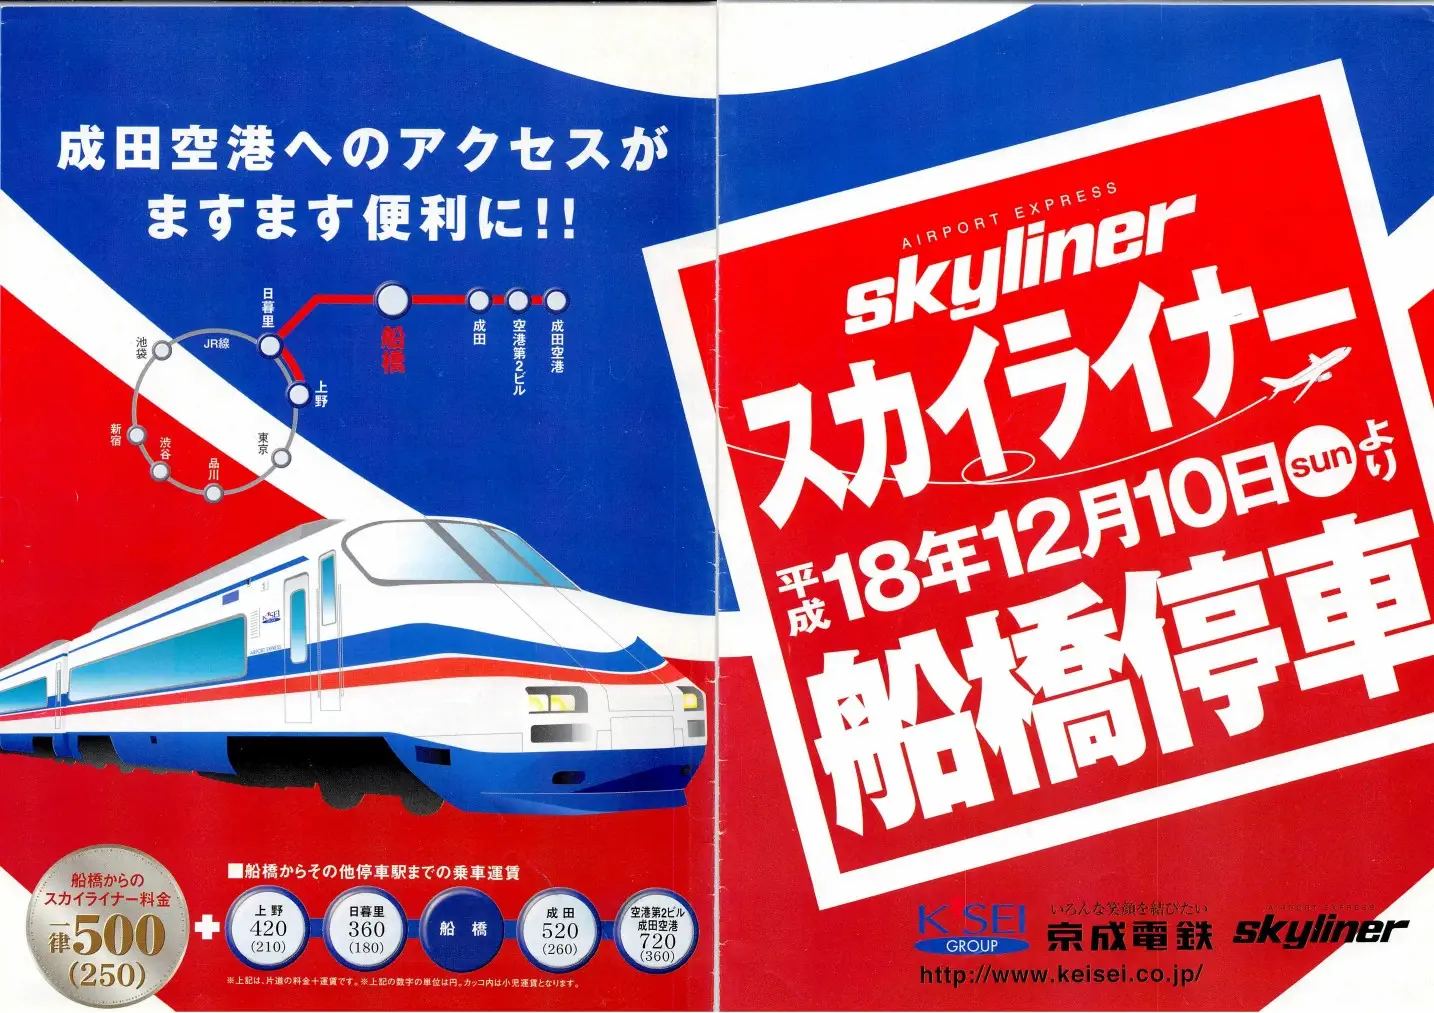 成田空港へのアクセスが
ますます便利に!!
日暮里
船橋
成田
空港第2ビル
成田空港
池袋
JR線
上野
新宿
渋谷
品川
東京
K SEI
AIRPORT EXPRESS
船橋からの
スカイライナー料金
一律500
(250)
■船橋からその他停車駅までの乗車運賃
上野
420
(210)
日暮里
360
(180)
船橋
成田
520
(260)
空港第2ビル
成田空港
720
(360)
※上記は、片道の料金+運賃です。※上記の数字の単位は円。カッコ内は小児運賃となります。
AIRPORT EXPRESS
skyliner
スカイライナー
平成18年12月10日sunより
船橋停車
K SEI
GROUP
いろんな笑顔を結びたい
京成電鉄
AIRPORT EXPRESS
skyliner
http://www.keisei.co.jp/